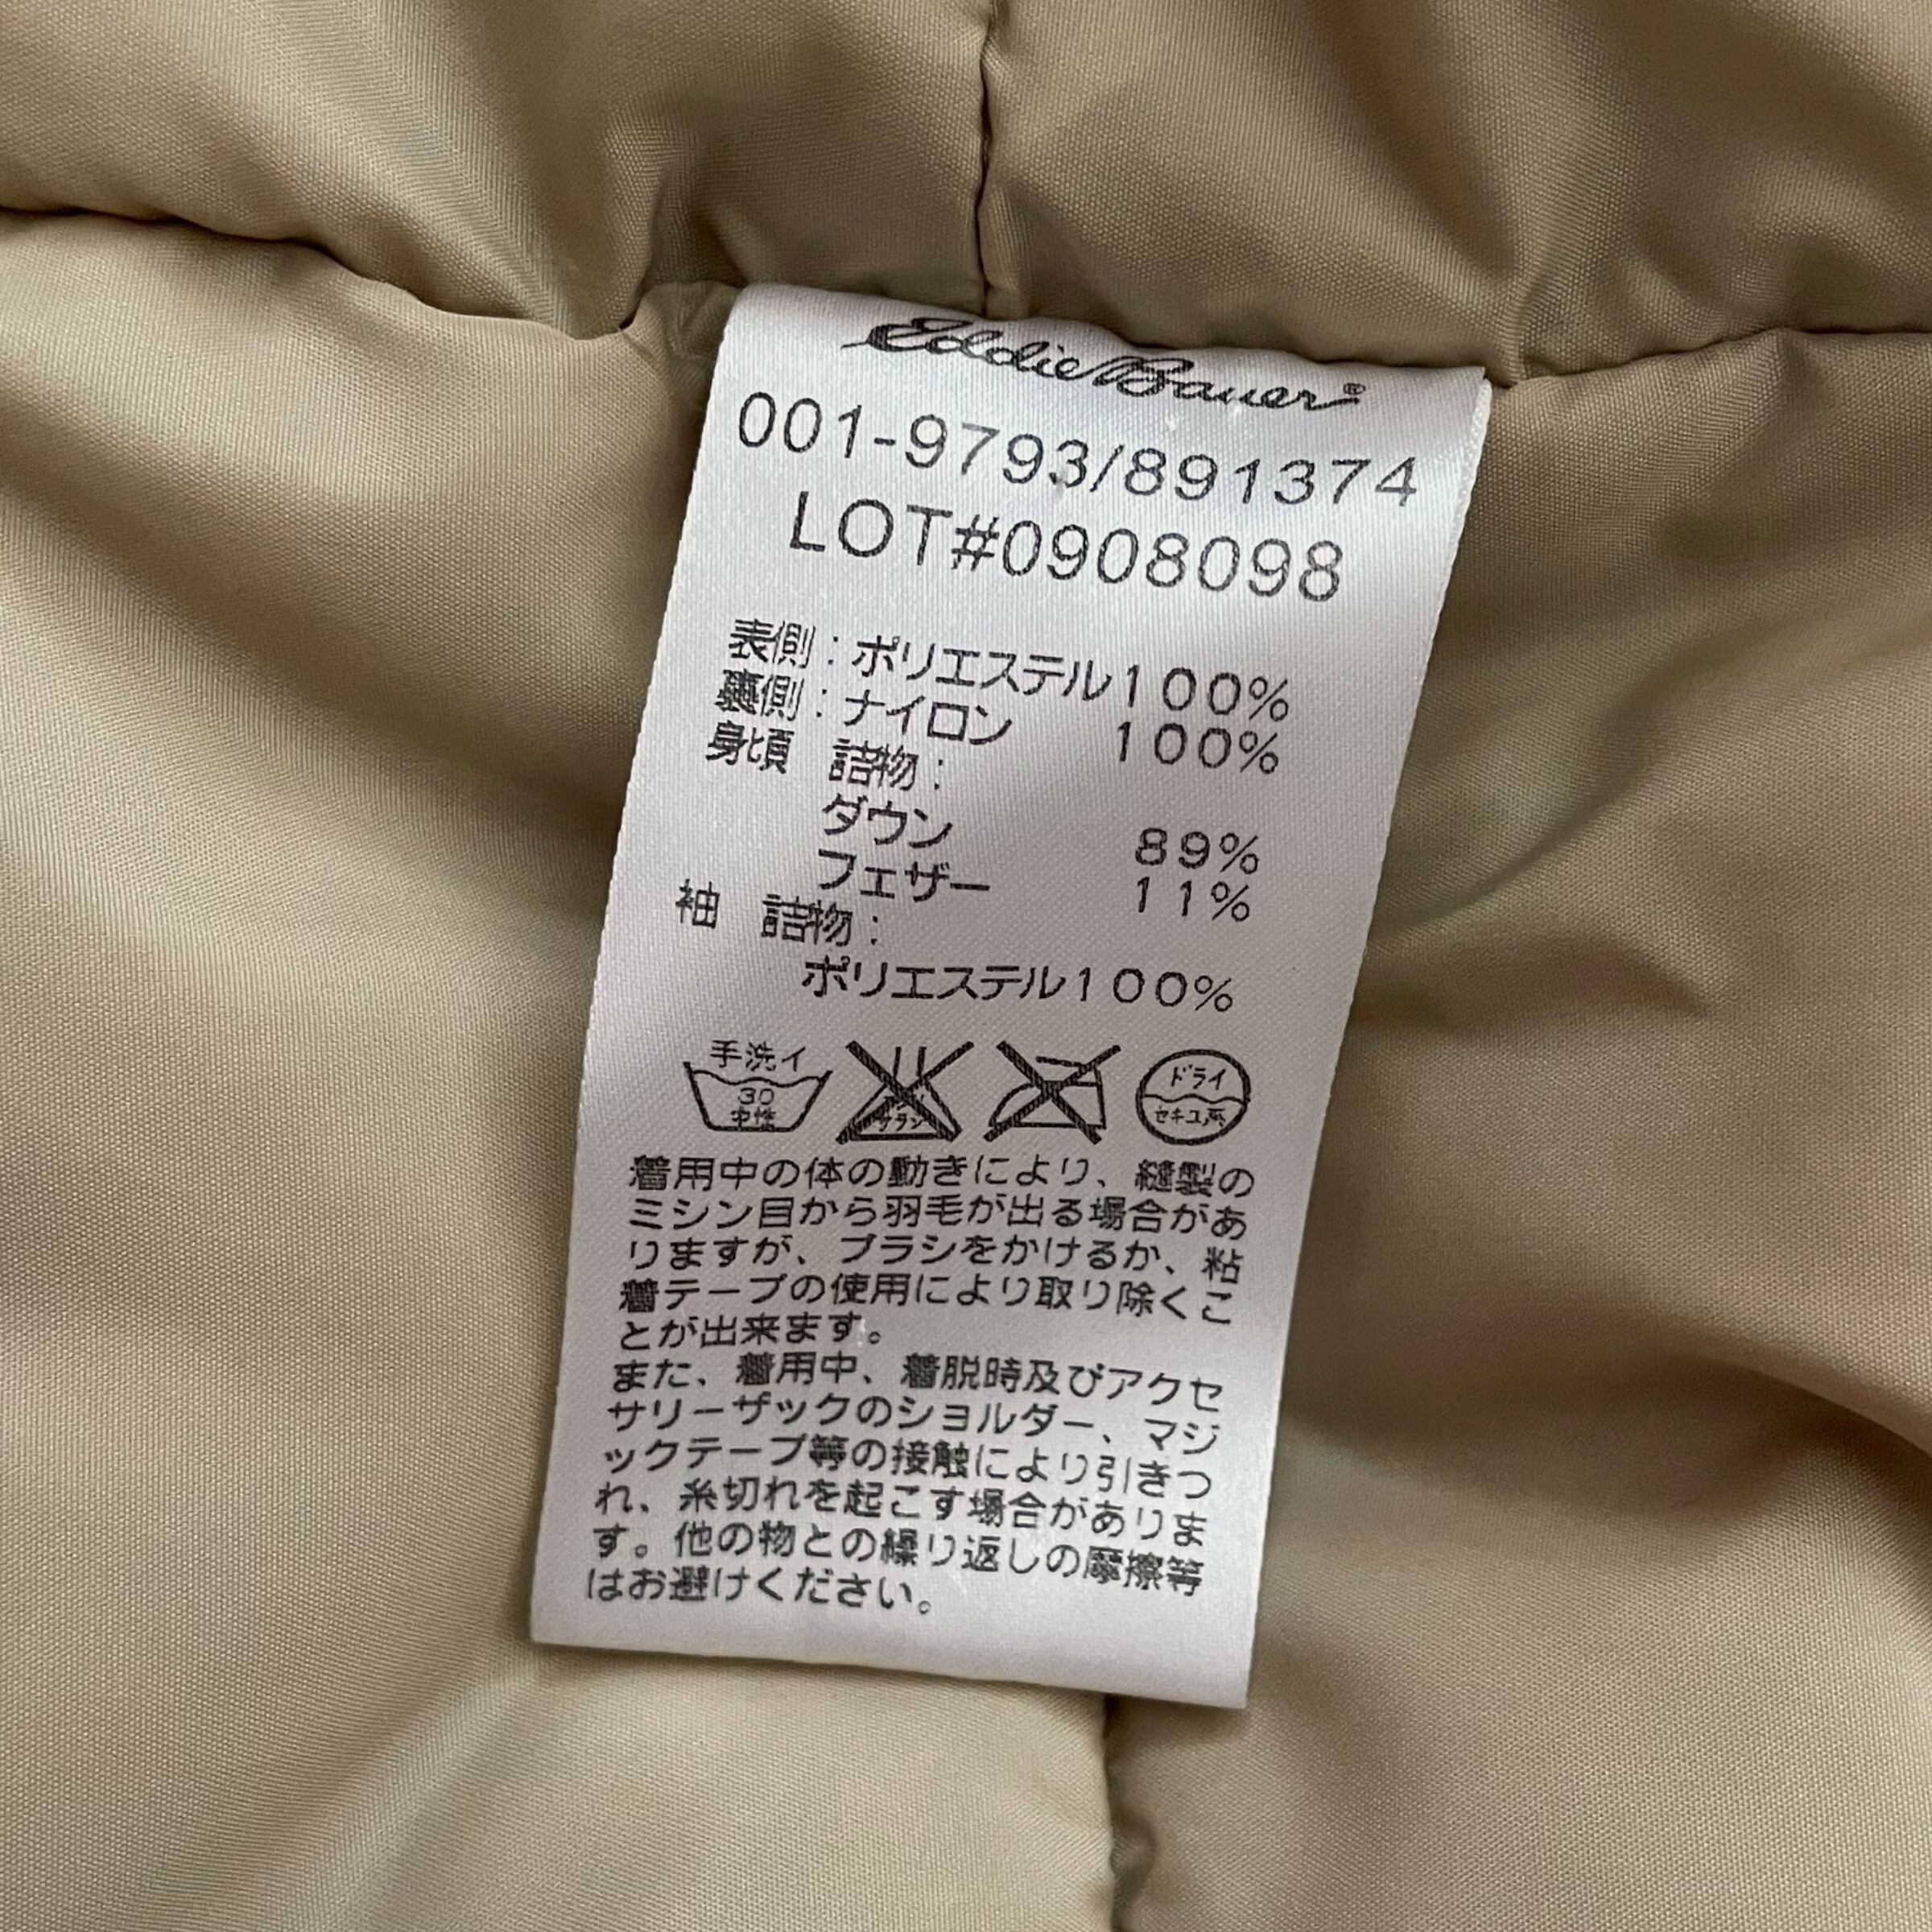 Eddie Bauer®
001-9793/891374
LOT#0908098
表側:ポリエステル100%
裏側:ナイロン 100%
身頃 詰物:
ダウン 89%
フェザー 11%
袖 詰物:
ポリエステル100%
手洗イ
30
中性
サラシ
ドライ
セキユ系
着用中の体の動きにより、縫製の
ミシン目から羽毛が出る場合があ
りますが、ブラシをかけるか、粘
着テープの使用により取り除くこ
とが出来ます。
また、着用中、着脱時及びアクセ
サリーザックのショルダー、マジ
ックテープ等の接触により引きつ
れ、糸切れを起こす場合がありま
す。他の物との繰り返しの摩擦等
はお避けください。